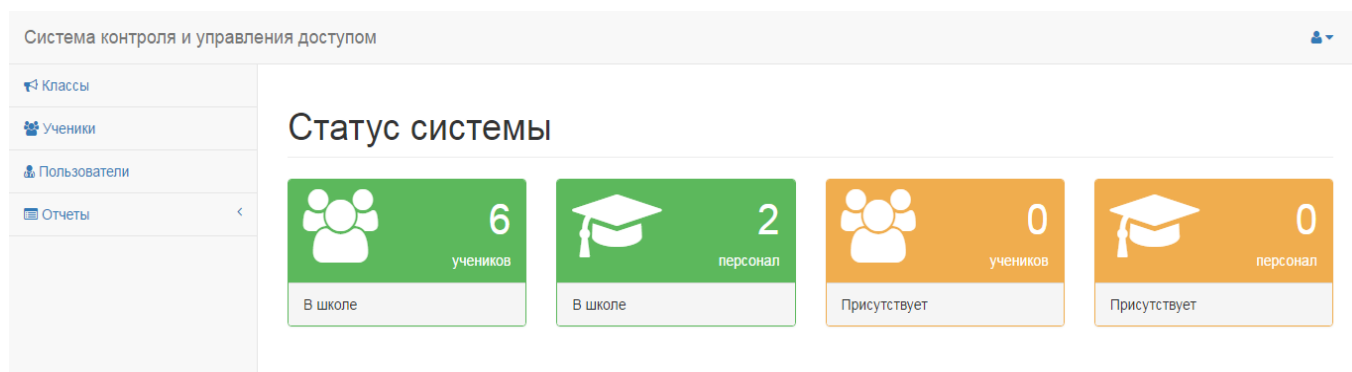 Система контроля и управления доступом
Классы
Ученики
Пользователи
Отчеты
Статус системы
6
учеников
В школе
2
персонал
В школе
0
учеников
Присутствует
0
персонал
Присутствует